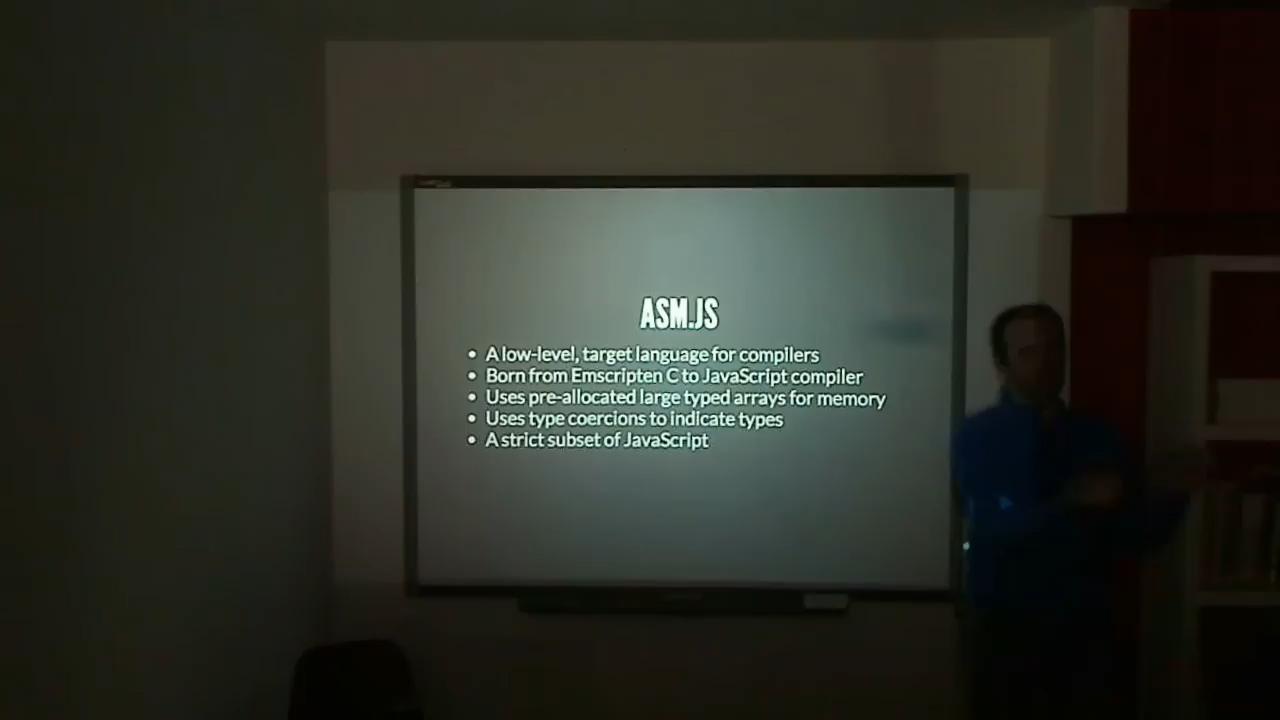 ASM.JS
• A low-level, target language for compilers
• Born from Emscripten C to JavaScript compiler
• Uses pre-allocated large typed arrays for memory
• Uses type coercions to indicate types
• A strict subset of JavaScript